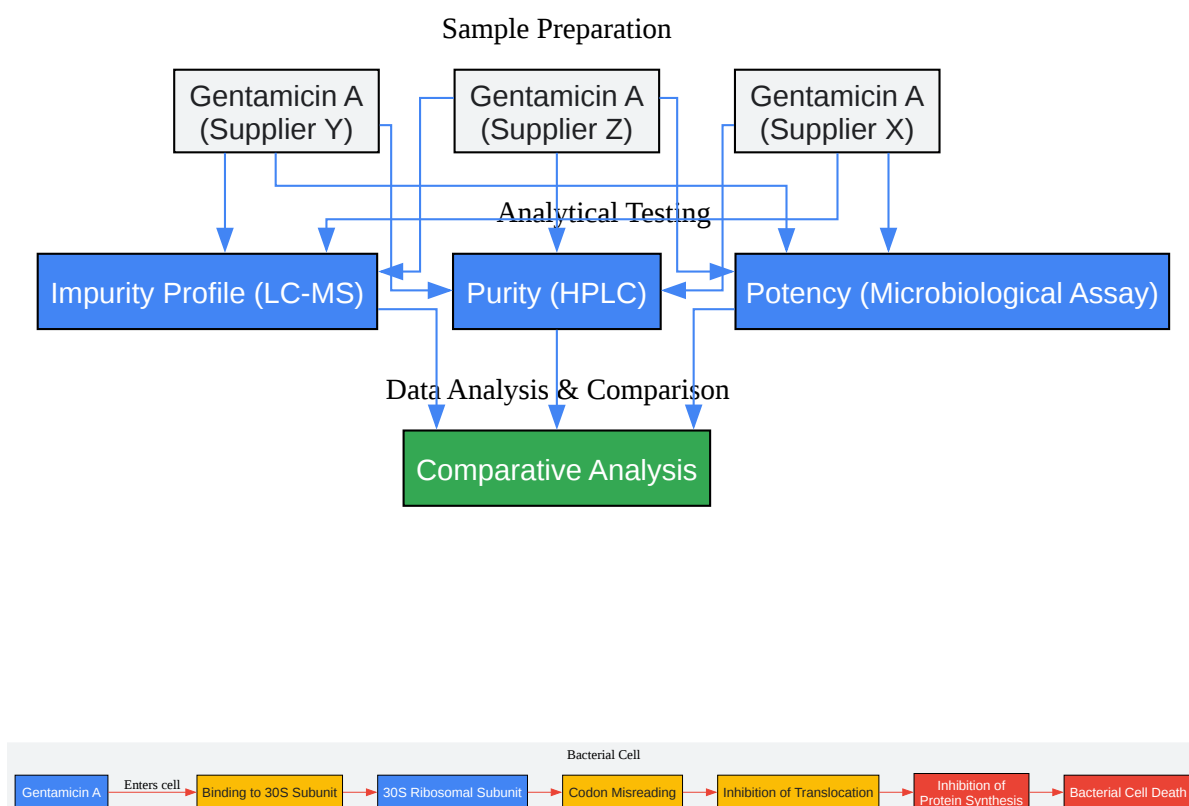 Sample Preparation
Gentamicin A
(Supplier Y)
Gentamicin A
(Supplier Z)
Gentamicin A
(Supplier X)
Analytical Testing
Impurity Profile (LC-MS)
Purity (HPLC)
Potency (Microbiological Assay)
Data Analysis & Comparison
Comparative Analysis
Bacterial Cell
Gentamicin A
Enters cell
Binding to 30S Subunit
30S Ribosomal Subunit
Codon Misreading
Inhibition of Translocation
Inhibition of
Protein Synthesis
Bacterial Cell Death